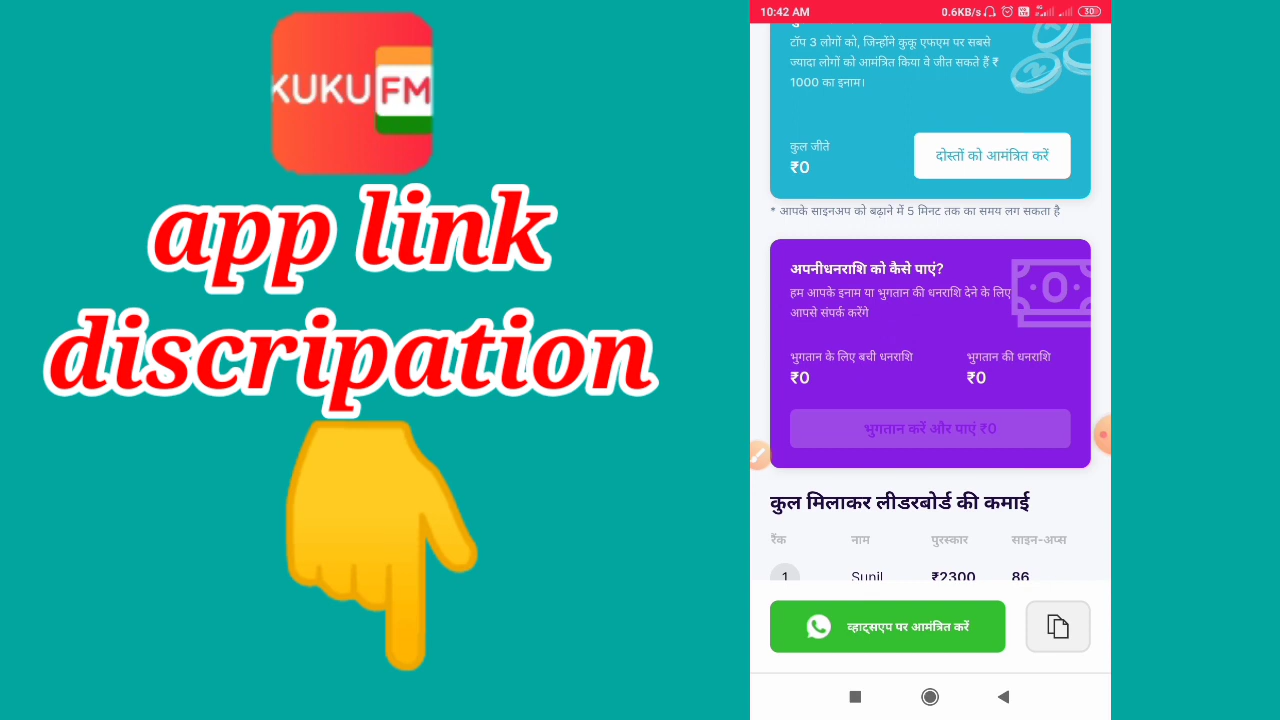 KUKU FM
app link
discripation
10:42 AM
0.6KB/s
4G
30
टॉप 3 लोगों को, जिन्होंने कुकू एफएम पर सबसे
ज्यादा लोगों को आमंत्रित किया वे जीत सकते हैं ₹
1000 का इनाम।
कुल जीते
₹0
दोस्तों को आमंत्रित करें
* आपके साइनअप को बढ़ाने में 5 मिनट तक का समय लग सकता है
अपनीधनराशि को कैसे पाएं?
हम आपके इनाम या भुगतान की धनराशि देने के लिए
आपसे संपर्क करेंगे
भुगतान के लिए बची धनराशि
भुगतान की धनराशि
₹0
₹0
भुगतान करें और पाएं ₹0
कुल मिलाकर लीडरबोर्ड की कमाई
रैंक नाम पुरस्कार साइन-अप्स
1 Sunil ₹2300 86
व्हाट्सएप पर आमंत्रित करें